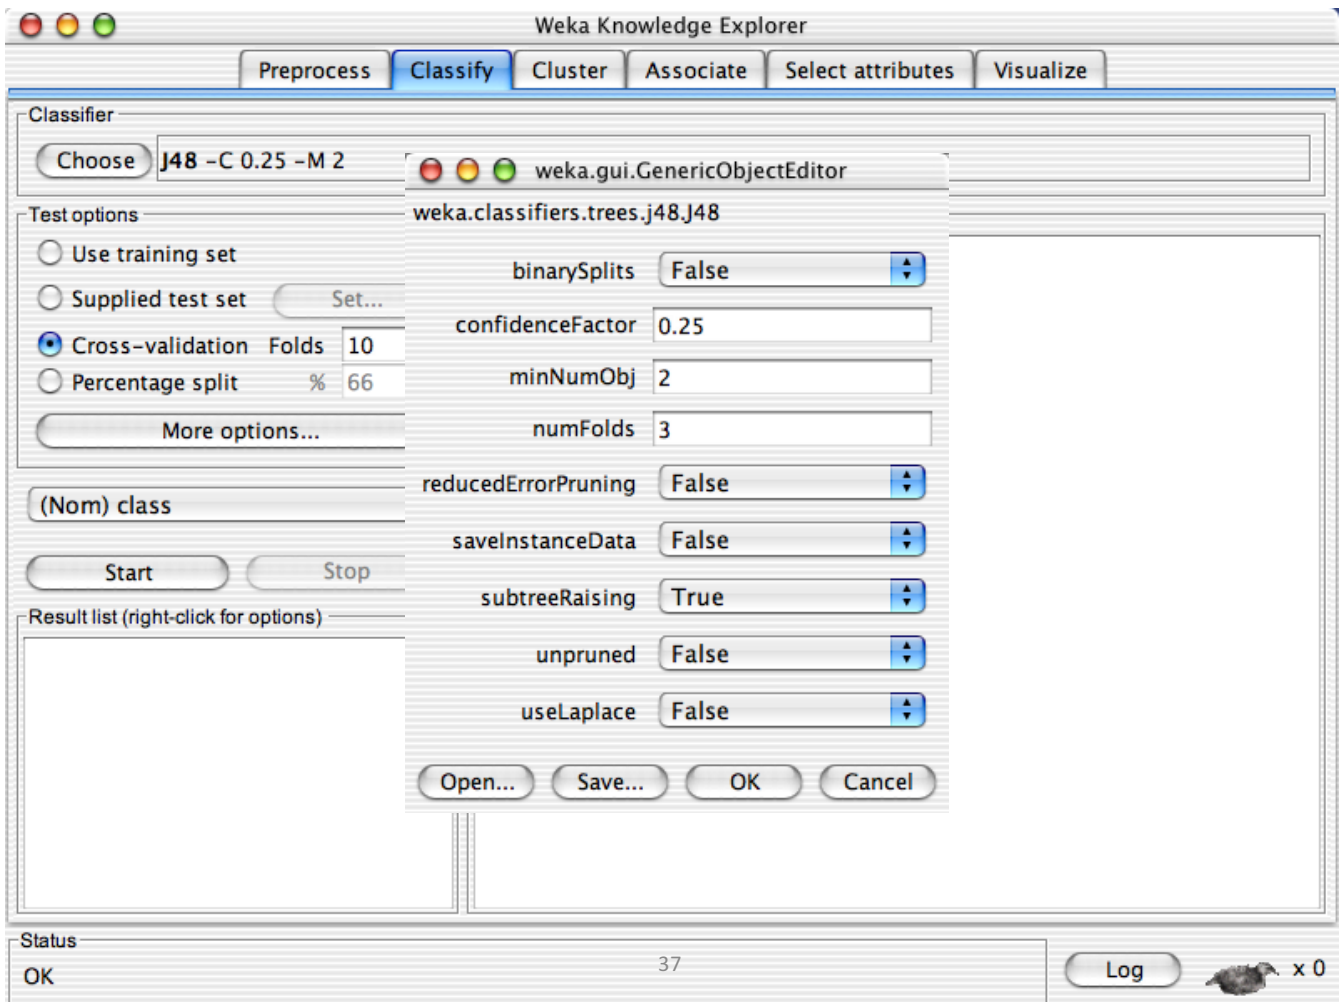 Weka Knowledge Explorer
Preprocess Classify Cluster Associate Select attributes Visualize
Classifier
Choose J48 -C 0.25 -M 2
weka.gui.GenericObjectEditor
weka.classifiers.trees.j48.J48
Test options
Use training set
Supplied test set Set...
Cross-validation Folds 10
Percentage split % 66
More options...
(Nom) class
Start Stop
Result list (right-click for options)
binarySplits False
confidenceFactor 0.25
minNumObj 2
numFolds 3
reducedErrorPruning False
saveInstanceData False
subtreeRaising True
unpruned False
useLaplace False
Open... Save... OK Cancel
Status
OK
37
Log x 0